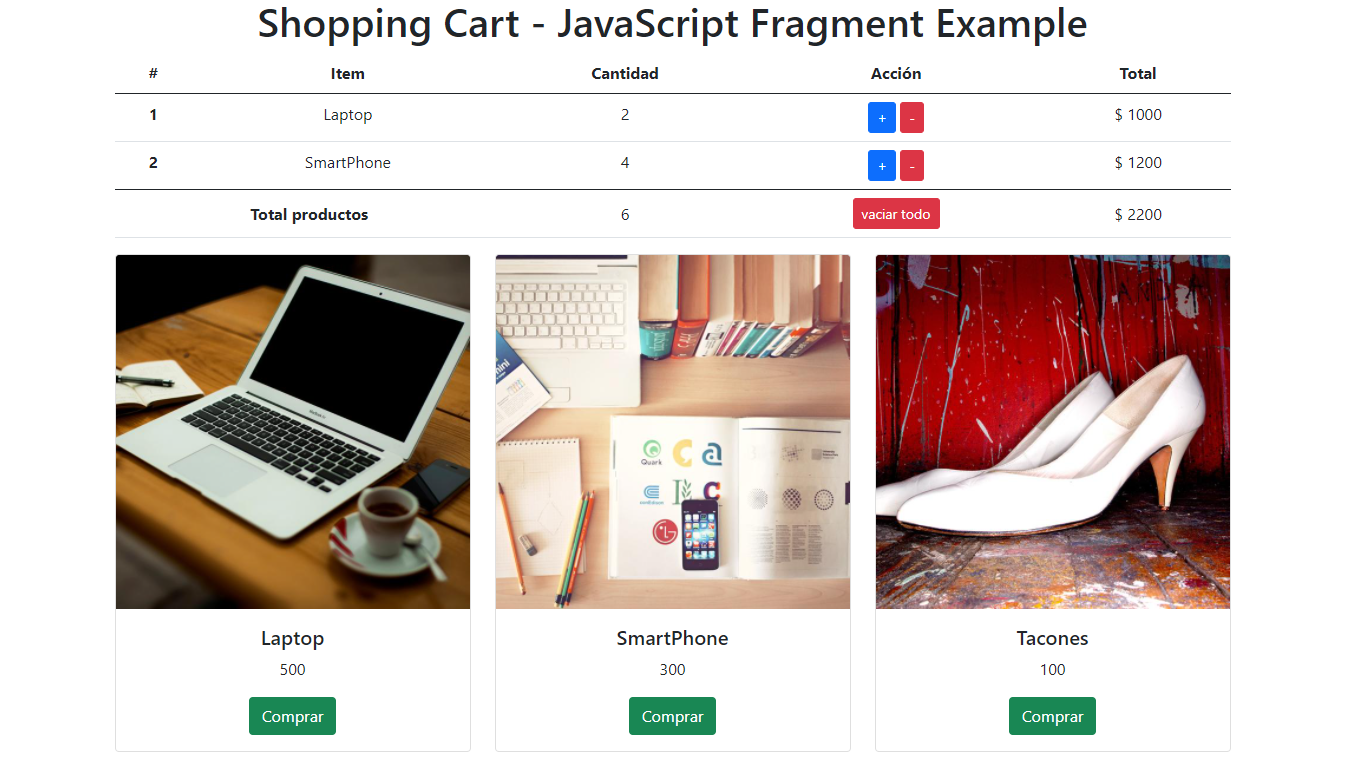 Shopping Cart - JavaScript Fragment Example
# Item Cantidad Acción Total
1 Laptop 2 + - $ 1000
2 SmartPhone 4 + - $ 1200
Total productos 6 vaciar todo $ 2200
Quark
Laptop
500
Comprar
SmartPhone
300
Comprar
Tacones
100
Comprar